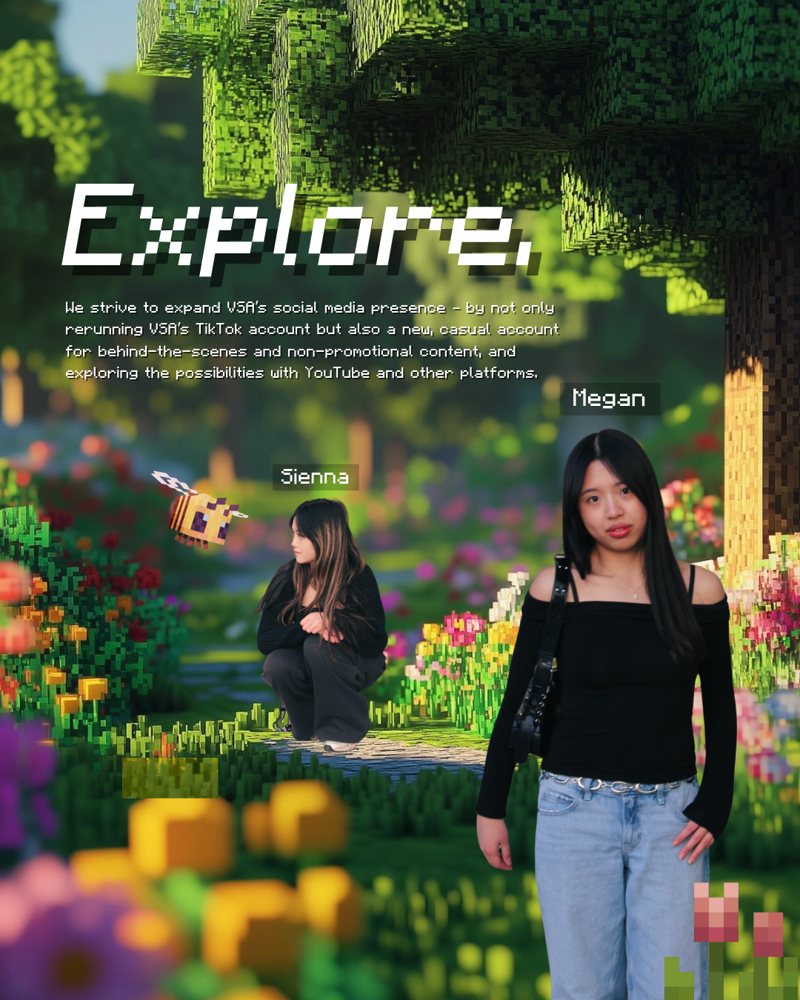 Explore.
We strive to expand VSA's social media presence - by not only
rerunning VSA's TikTok account but also a new, casual account
for behind-the-scenes and non-promotional content, and
exploring the possibilities with YouTube and other platforms.
Megan
Sienna